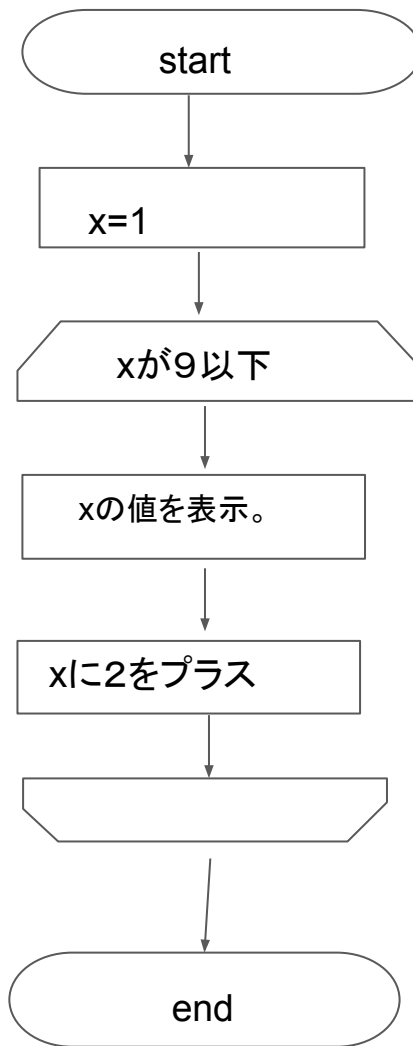 start
x=1
xが９以下
xの値を表示。
xに２をプラス
end